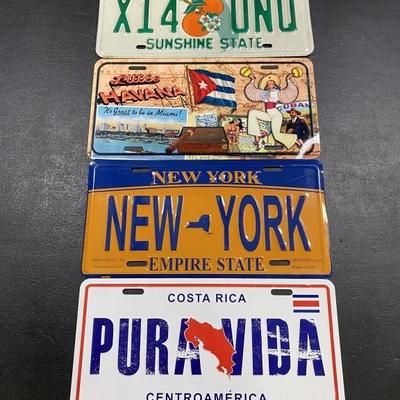 X14 UNQ
SUNSHINE STATE
Little
HAVANA
It's Great to be in Miami!
CUBAN
NEW YORK
NEW YORK
EMPIRE STATE
COSTA RICA
PURA VIDA
CENTROAMÉRICA